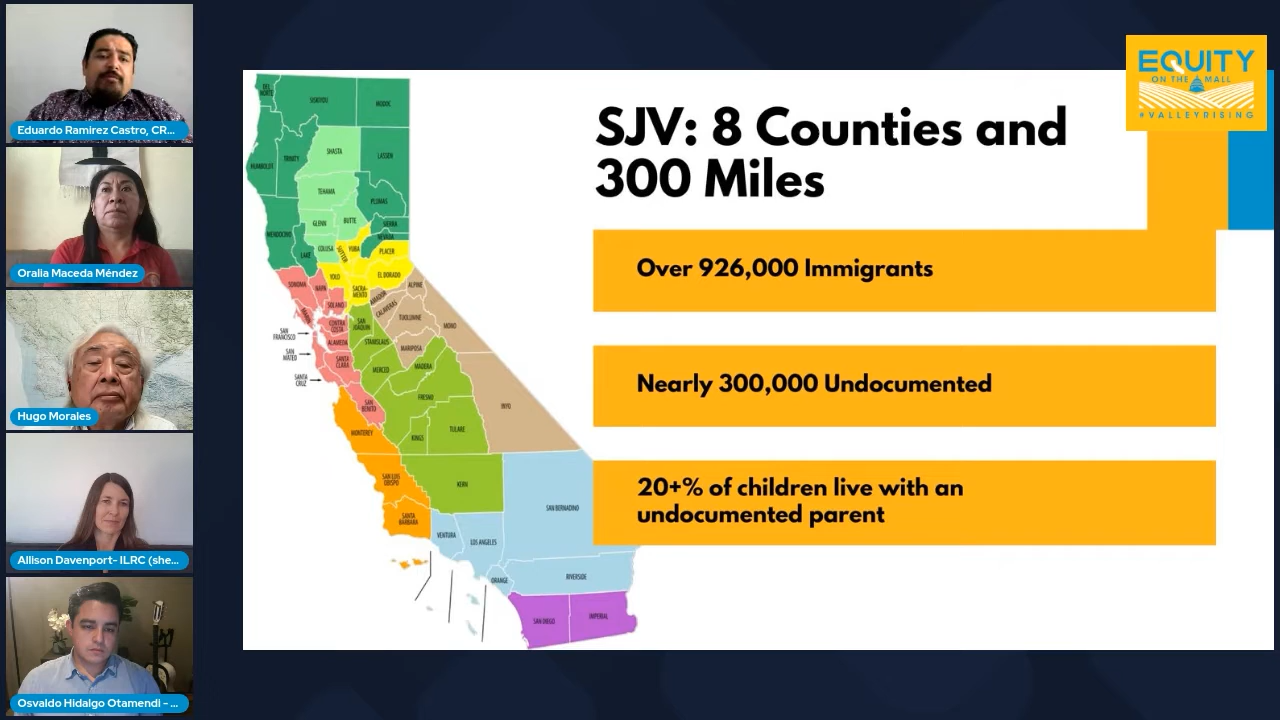 Eduardo Ramirez Castro, CR...
Oralia Maceda Méndez
Hugo Morales
Allison Davenport- ILRC (she...
Osvaldo Hidalgo Otamendi - ...
EQUITY
ON THE MALL
#VALLEYRISING
SJV: 8 Counties and
300 Miles
Over 926,000 Immigrants
Nearly 300,000 Undocumented
20+% of children live with an
undocumented parent
DEL
NORTE
SISKIYOU
MODOC
HUMBOLDT
TRINITY
SHASTA
LASSEN
TEHAMA
PLUMAS
MENDOCINO
GLENN
BUTTE
SIERRA
NEVADA
LAKE
COLUSA
SUTTER
YUBA
PLACER
SONOMA
NAPA
YOLO
EL DORADO
SACRA-
MENTO
ALPINE
AMADOR
SOLANO
CALAVERAS
MARIN
CONTRA
COSTA
SAN
JOAQUIN
TUOLUMNE
MONO
SAN
FRANCISCO
ALAMEDA
STANISLAUS
MARIPOSA
SAN
MATEO
SANTA
CLARA
MERCED
MADERA
SANTA
CRUZ
SAN
BENITO
FRESNO
INYO
MONTEREY
KINGS
TULARE
SAN LUIS
OBISPO
KERN
SAN BERNADINO
SANTA
BARBARA
VENTURA
LOS ANGELES
ORANGE
RIVERSIDE
SAN DIEGO
IMPERIAL